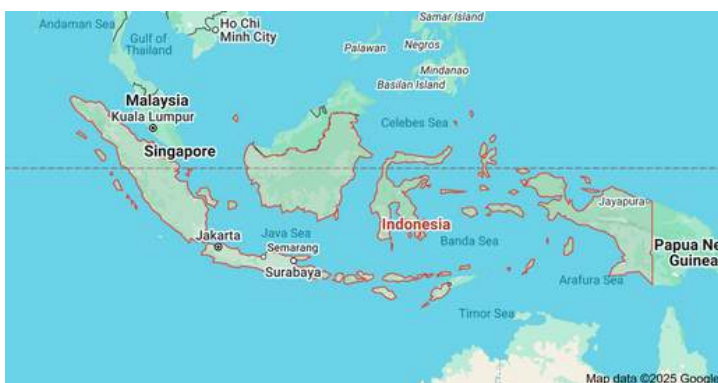 Andaman Sea
Ho Chi
Minh City
Gulf of
Thailand
Samar Island
Palawan
Negros
Mindanao
Basilan Island
Malaysia
Kuala Lumpur
Celebes Sea
Singapore
Jayapura
Indonesia
Jakarta
Java Sea
Semarang
Surabaya
Banda Sea
Papua Ne
Guinea
Arafura Sea
Timor Sea
Map data ©2025 Google